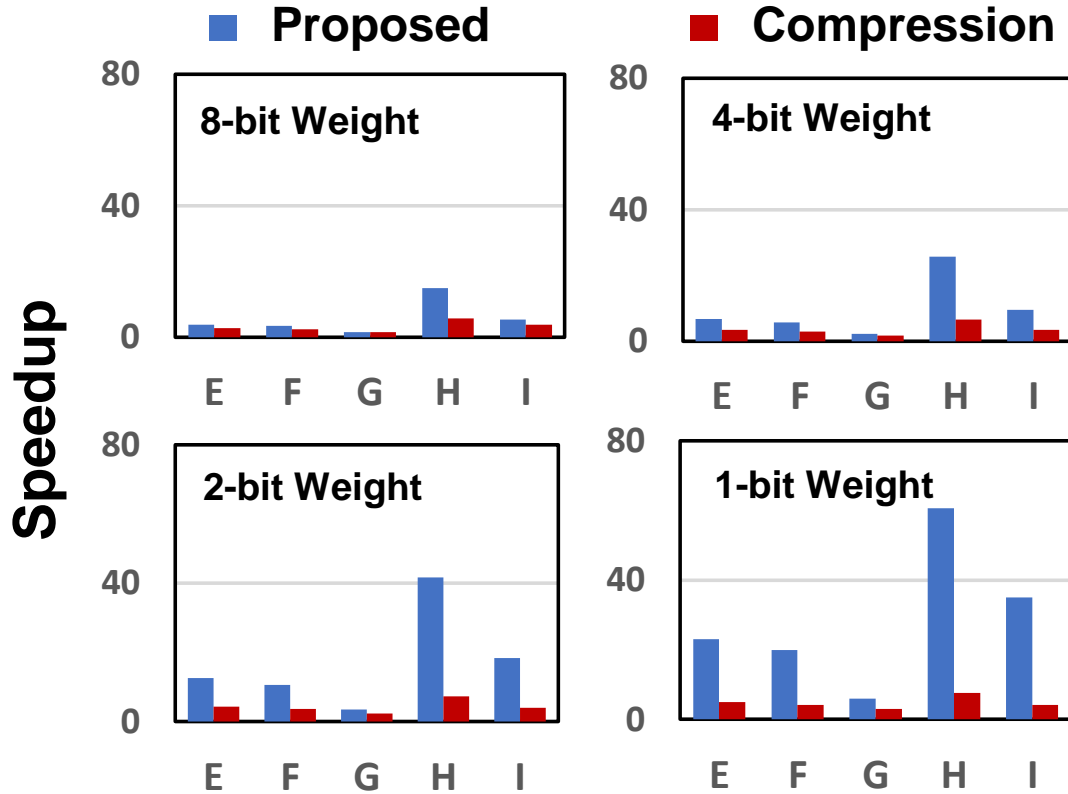 Proposed
Compression
Speedup
80
8-bit Weight
40
0
E F G H I
80
4-bit Weight
40
0
E F G H I
80
2-bit Weight
40
0
E F G H I
80
1-bit Weight
40
0
E F G H I